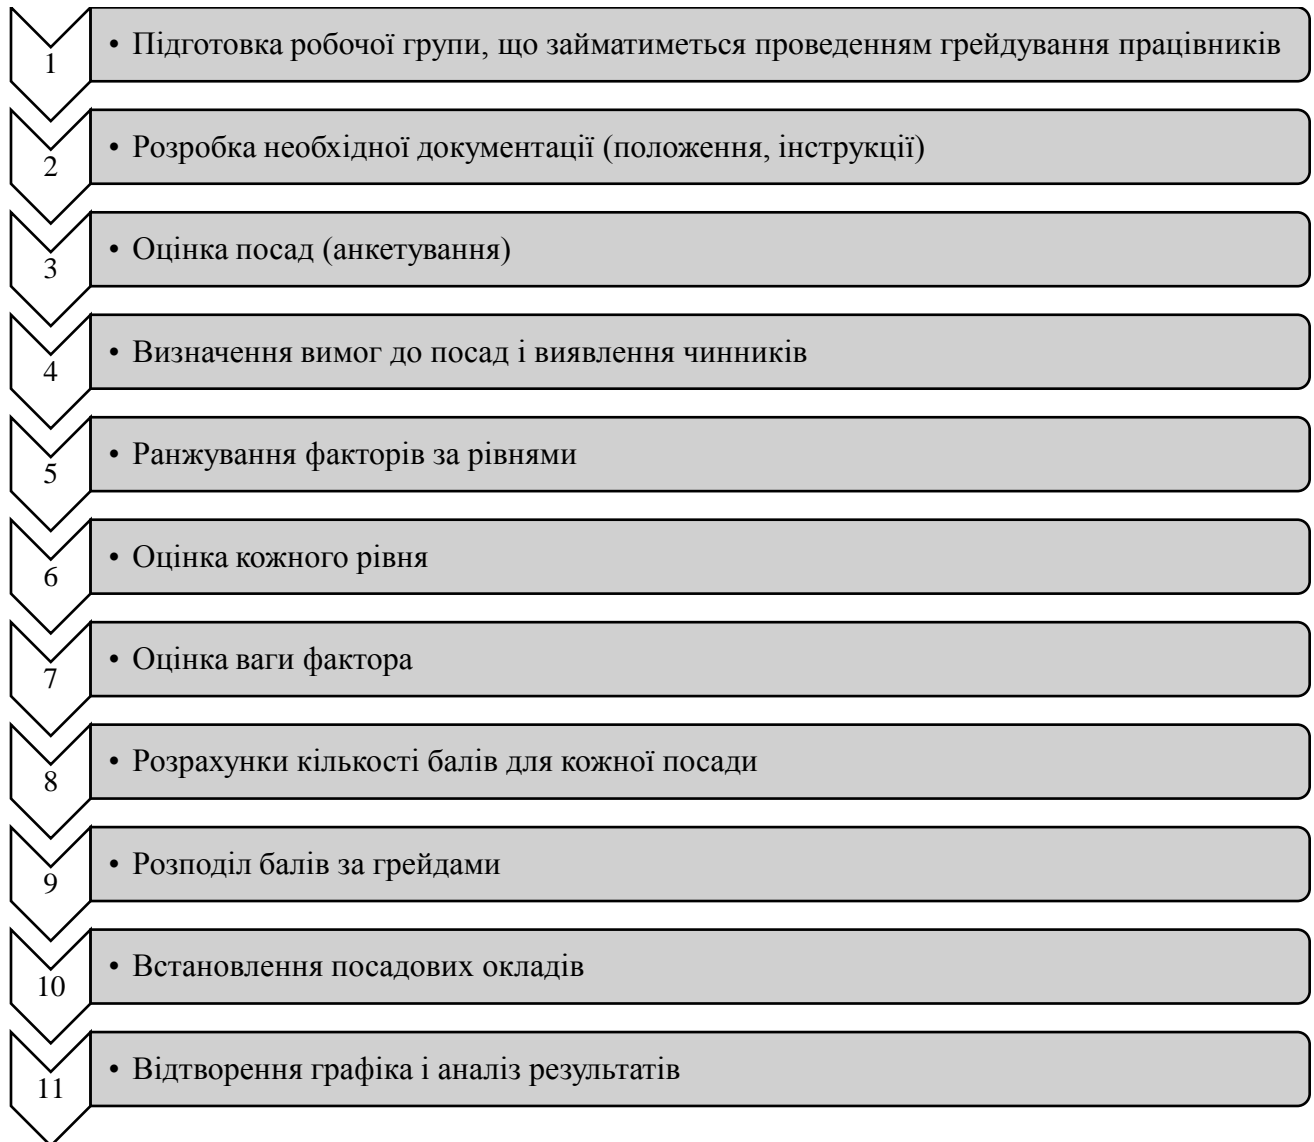 1
• Підготовка робочої групи, що займатиметься проведенням грейдування працівників
2
• Розробка необхідної документації (положення, інструкції)
3
• Оцінка посад (анкетування)
4
• Визначення вимог до посад і виявлення чинників
5
• Ранжування факторів за рівнями
6
• Оцінка кожного рівня
7
• Оцінка ваги фактора
8
• Розрахунки кількості балів для кожної посади
9
• Розподіл балів за грейдами
10
• Встановлення посадових окладів
11
• Відтворення графіка і аналіз результатів